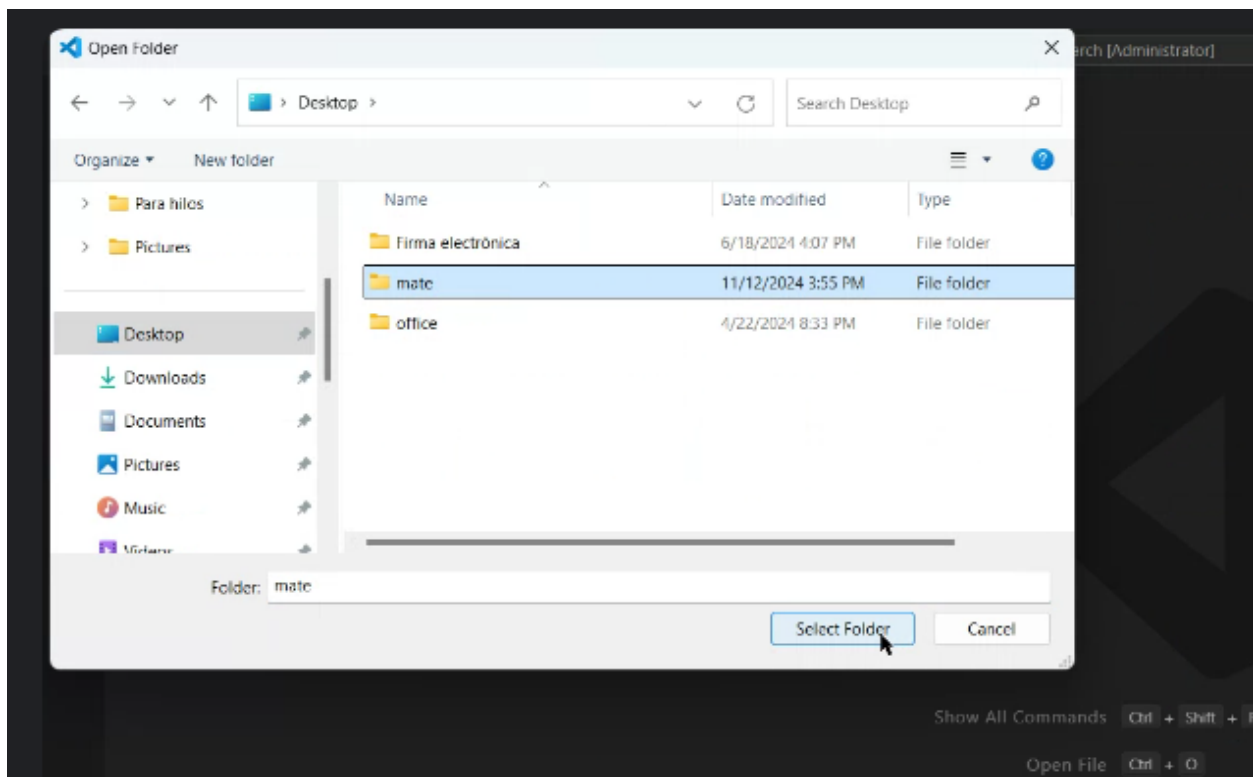 Open Folder
erch [Administrator]
Desktop
Search Desktop
Organize
New folder
Para hilos
Pictures
Desktop
Downloads
Documents
Pictures
Music
Videos
Name Date modified Type
Firma electrónica 6/18/2024 4:07 PM File folder
mate 11/12/2024 3:55 PM File folder
office 4/22/2024 8:33 PM File folder
Folder: mate
Select Folder Cancel
Show All Commands Ctrl + Shift +
Open File Ctrl + O